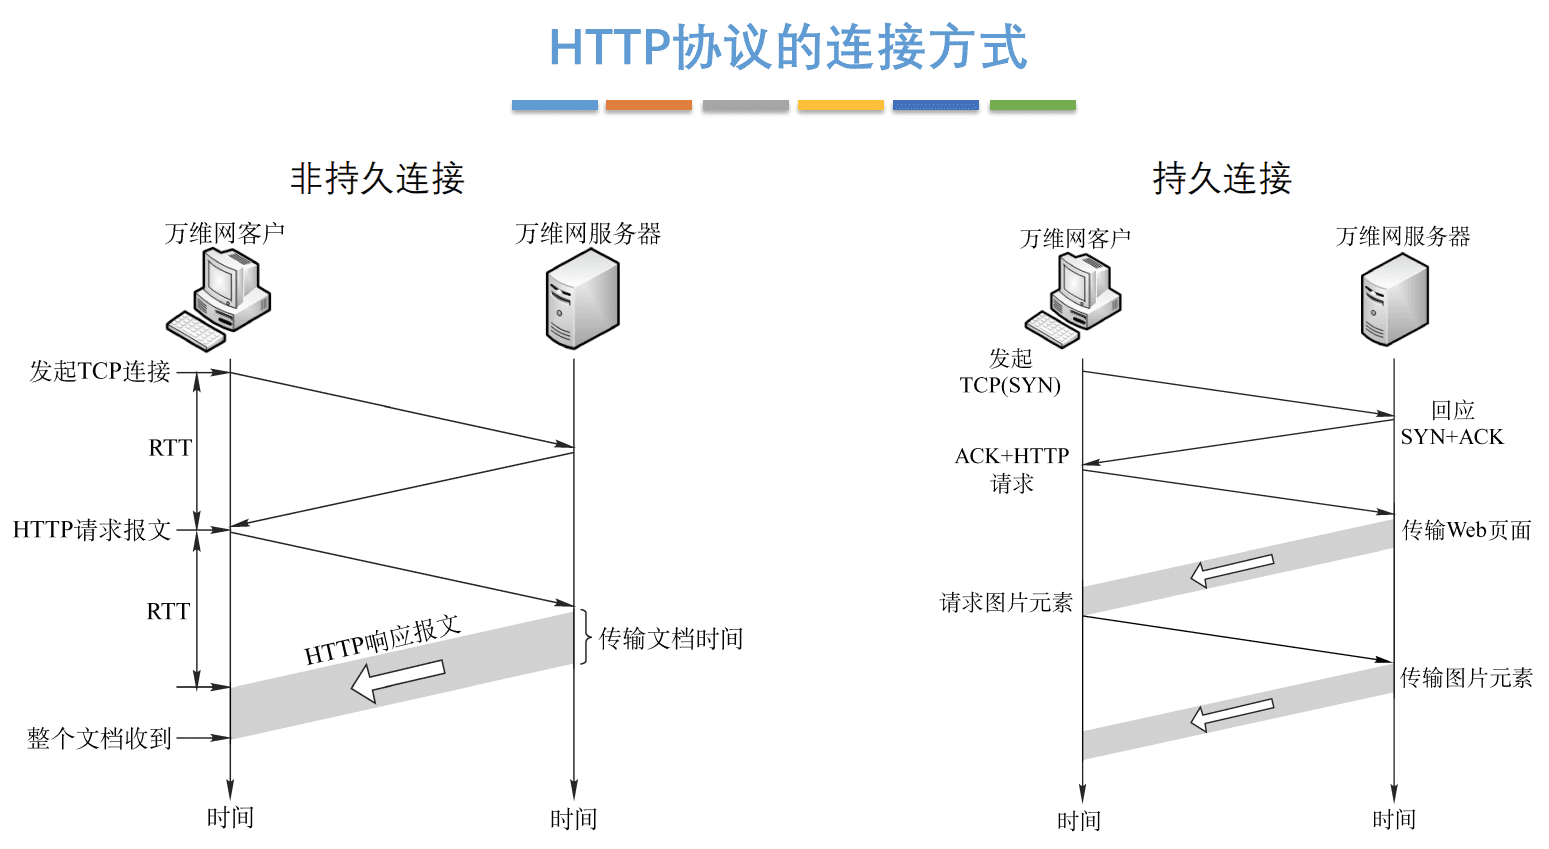 HTTP协议的连接方式
非持久连接
万维网客户
万维网服务器
发起TCP连接
RTT
HTTP请求报文
RTT
HTTP响应报文
传输文档时间
整个文档收到
时间
时间
持久连接
万维网客户
万维网服务器
发起
TCP(SYN)
回应
SYN+ACK
ACK+HTTP
请求
传输Web页面
请求图片元素
传输图片元素
时间
时间